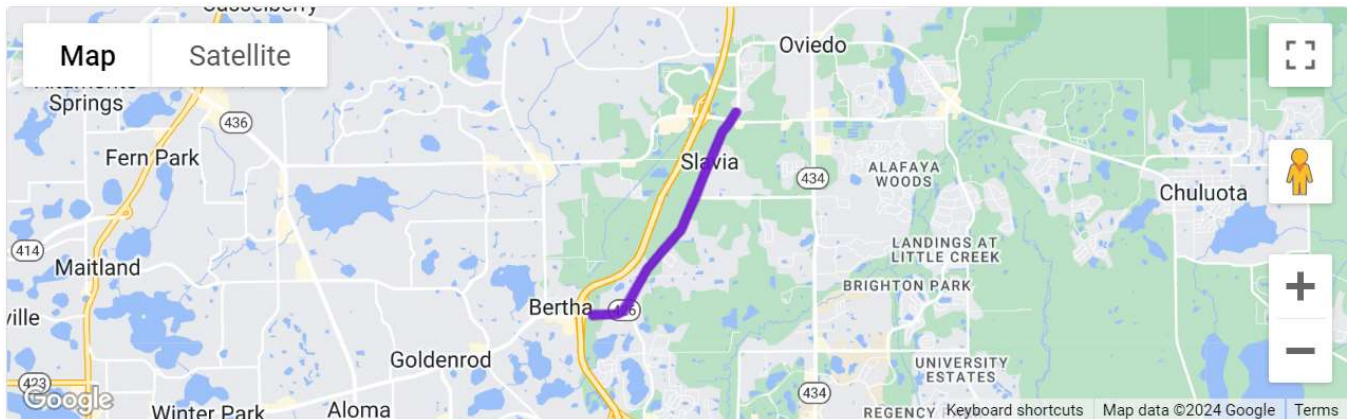 Map
Satellite
Oviedo
Springs
436
Fern Park
Slavia
434
ALAFAYA
WOODS
Chuluota
414
Maitland
LANDINGS AT
LITTLE CREEK
BRIGHTON PARK
Bertha
ville
Goldenrod
423
Google
Winter Park
Aloma
434
UNIVERSITY
ESTATES
REGENCY
Keyboard shortcuts
Map data ©2024 Google
Terms